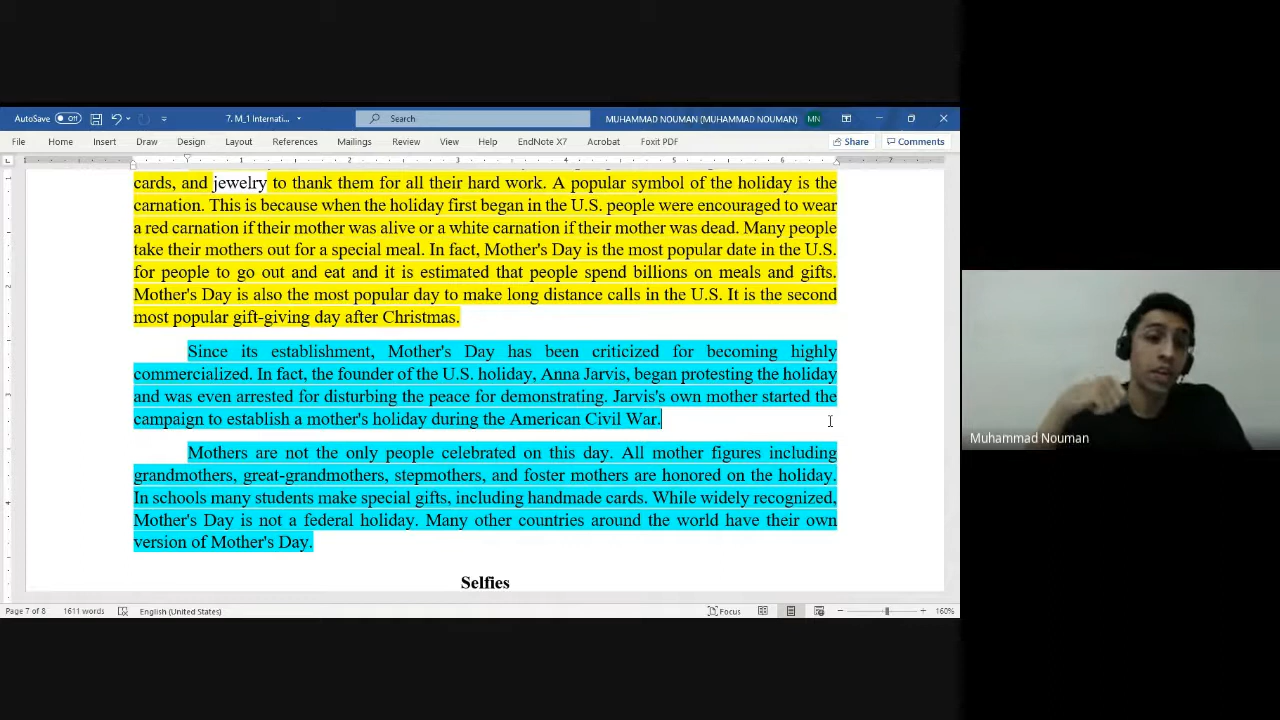 AutoSave Off 7. M_1 Internati... Search MUHAMMAD NOUMAN (MUHAMMAD NOUMAN) MN
File Home Insert Draw Design Layout References Mailings Review View Help EndNote X7 Acrobat Foxit PDF Share Comments
1 2 3 4 5 6 7
cards, and jewelry to thank them for all their hard work. A popular symbol of the holiday is the
carnation. This is because when the holiday first began in the U.S. people were encouraged to wear
a red carnation if their mother was alive or a white carnation if their mother was dead. Many people
take their mothers out for a special meal. In fact, Mother's Day is the most popular date in the U.S.
for people to go out and eat and it is estimated that people spend billions on meals and gifts.
Mother's Day is also the most popular day to make long distance calls in the U.S. It is the second
most popular gift-giving day after Christmas.
Since its establishment, Mother's Day has been criticized for becoming highly
commercialized. In fact, the founder of the U.S. holiday, Anna Jarvis, began protesting the holiday
and was even arrested for disturbing the peace for demonstrating. Jarvis's own mother started the
campaign to establish a mother's holiday during the American Civil War.
Mothers are not the only people celebrated on this day. All mother figures including
grandmothers, great-grandmothers, stepmothers, and foster mothers are honored on the holiday.
In schools many students make special gifts, including handmade cards. While widely recognized,
Mother's Day is not a federal holiday. Many other countries around the world have their own
version of Mother's Day.
Selfies
Page 7 of 8 1611 words English (United States) Focus 160%
Muhammad Nouman